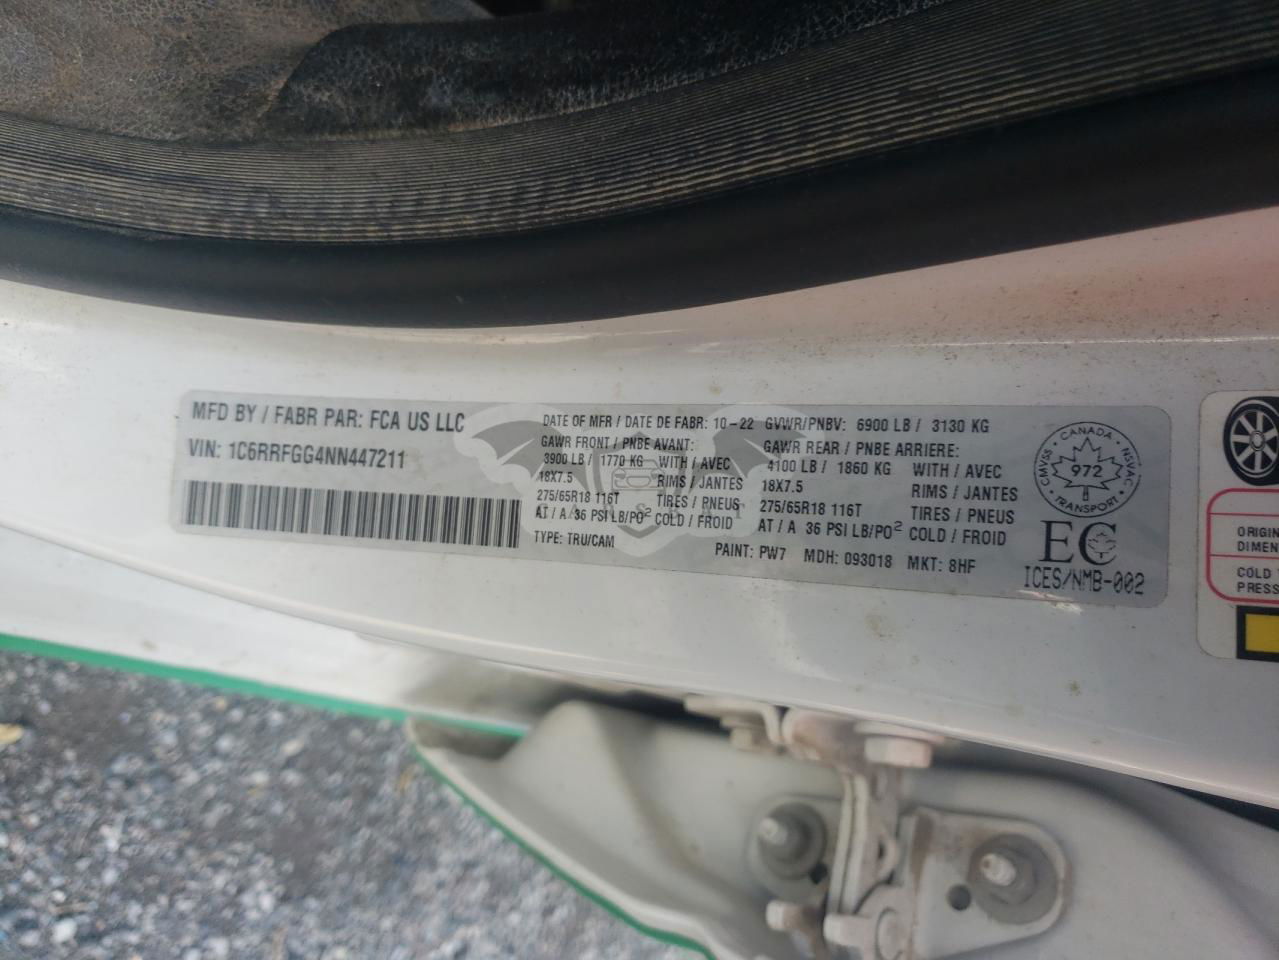 MFD BY / FABR PAR: FCA US LLC
VIN: 1C6RRFGG4NN447211
DATE OF MFR / DATE DE FABR: 10-22 GVWR/PNBV: 6900 LB / 3130 KG
GAWR FRONT / PNBE AVANT: GAWR REAR / PNBE ARRIERE:
3900 LB / 1770 KG WITH / AVEC 4100 LB / 1860 KG WITH / AVEC
18X7.5 RIMS / JANTES 18X7.5 RIMS / JANTES
275/65R18 116T TIRES / PNEUS 275/65R18 116T TIRES / PNEUS
AT / A 36 PSI LB/PO² COLD / FROID AT / A 36 PSI LB/PO² COLD / FROID
TYPE: TRU/CAM PAINT: PW7 MDH: 093018 MKT: 8HF
CANADA
CMVSS 972 NSVAC
TRANSPORT
EC
ICES/NMB-002
ORIGIN
DIMEN
COLD
PRESS